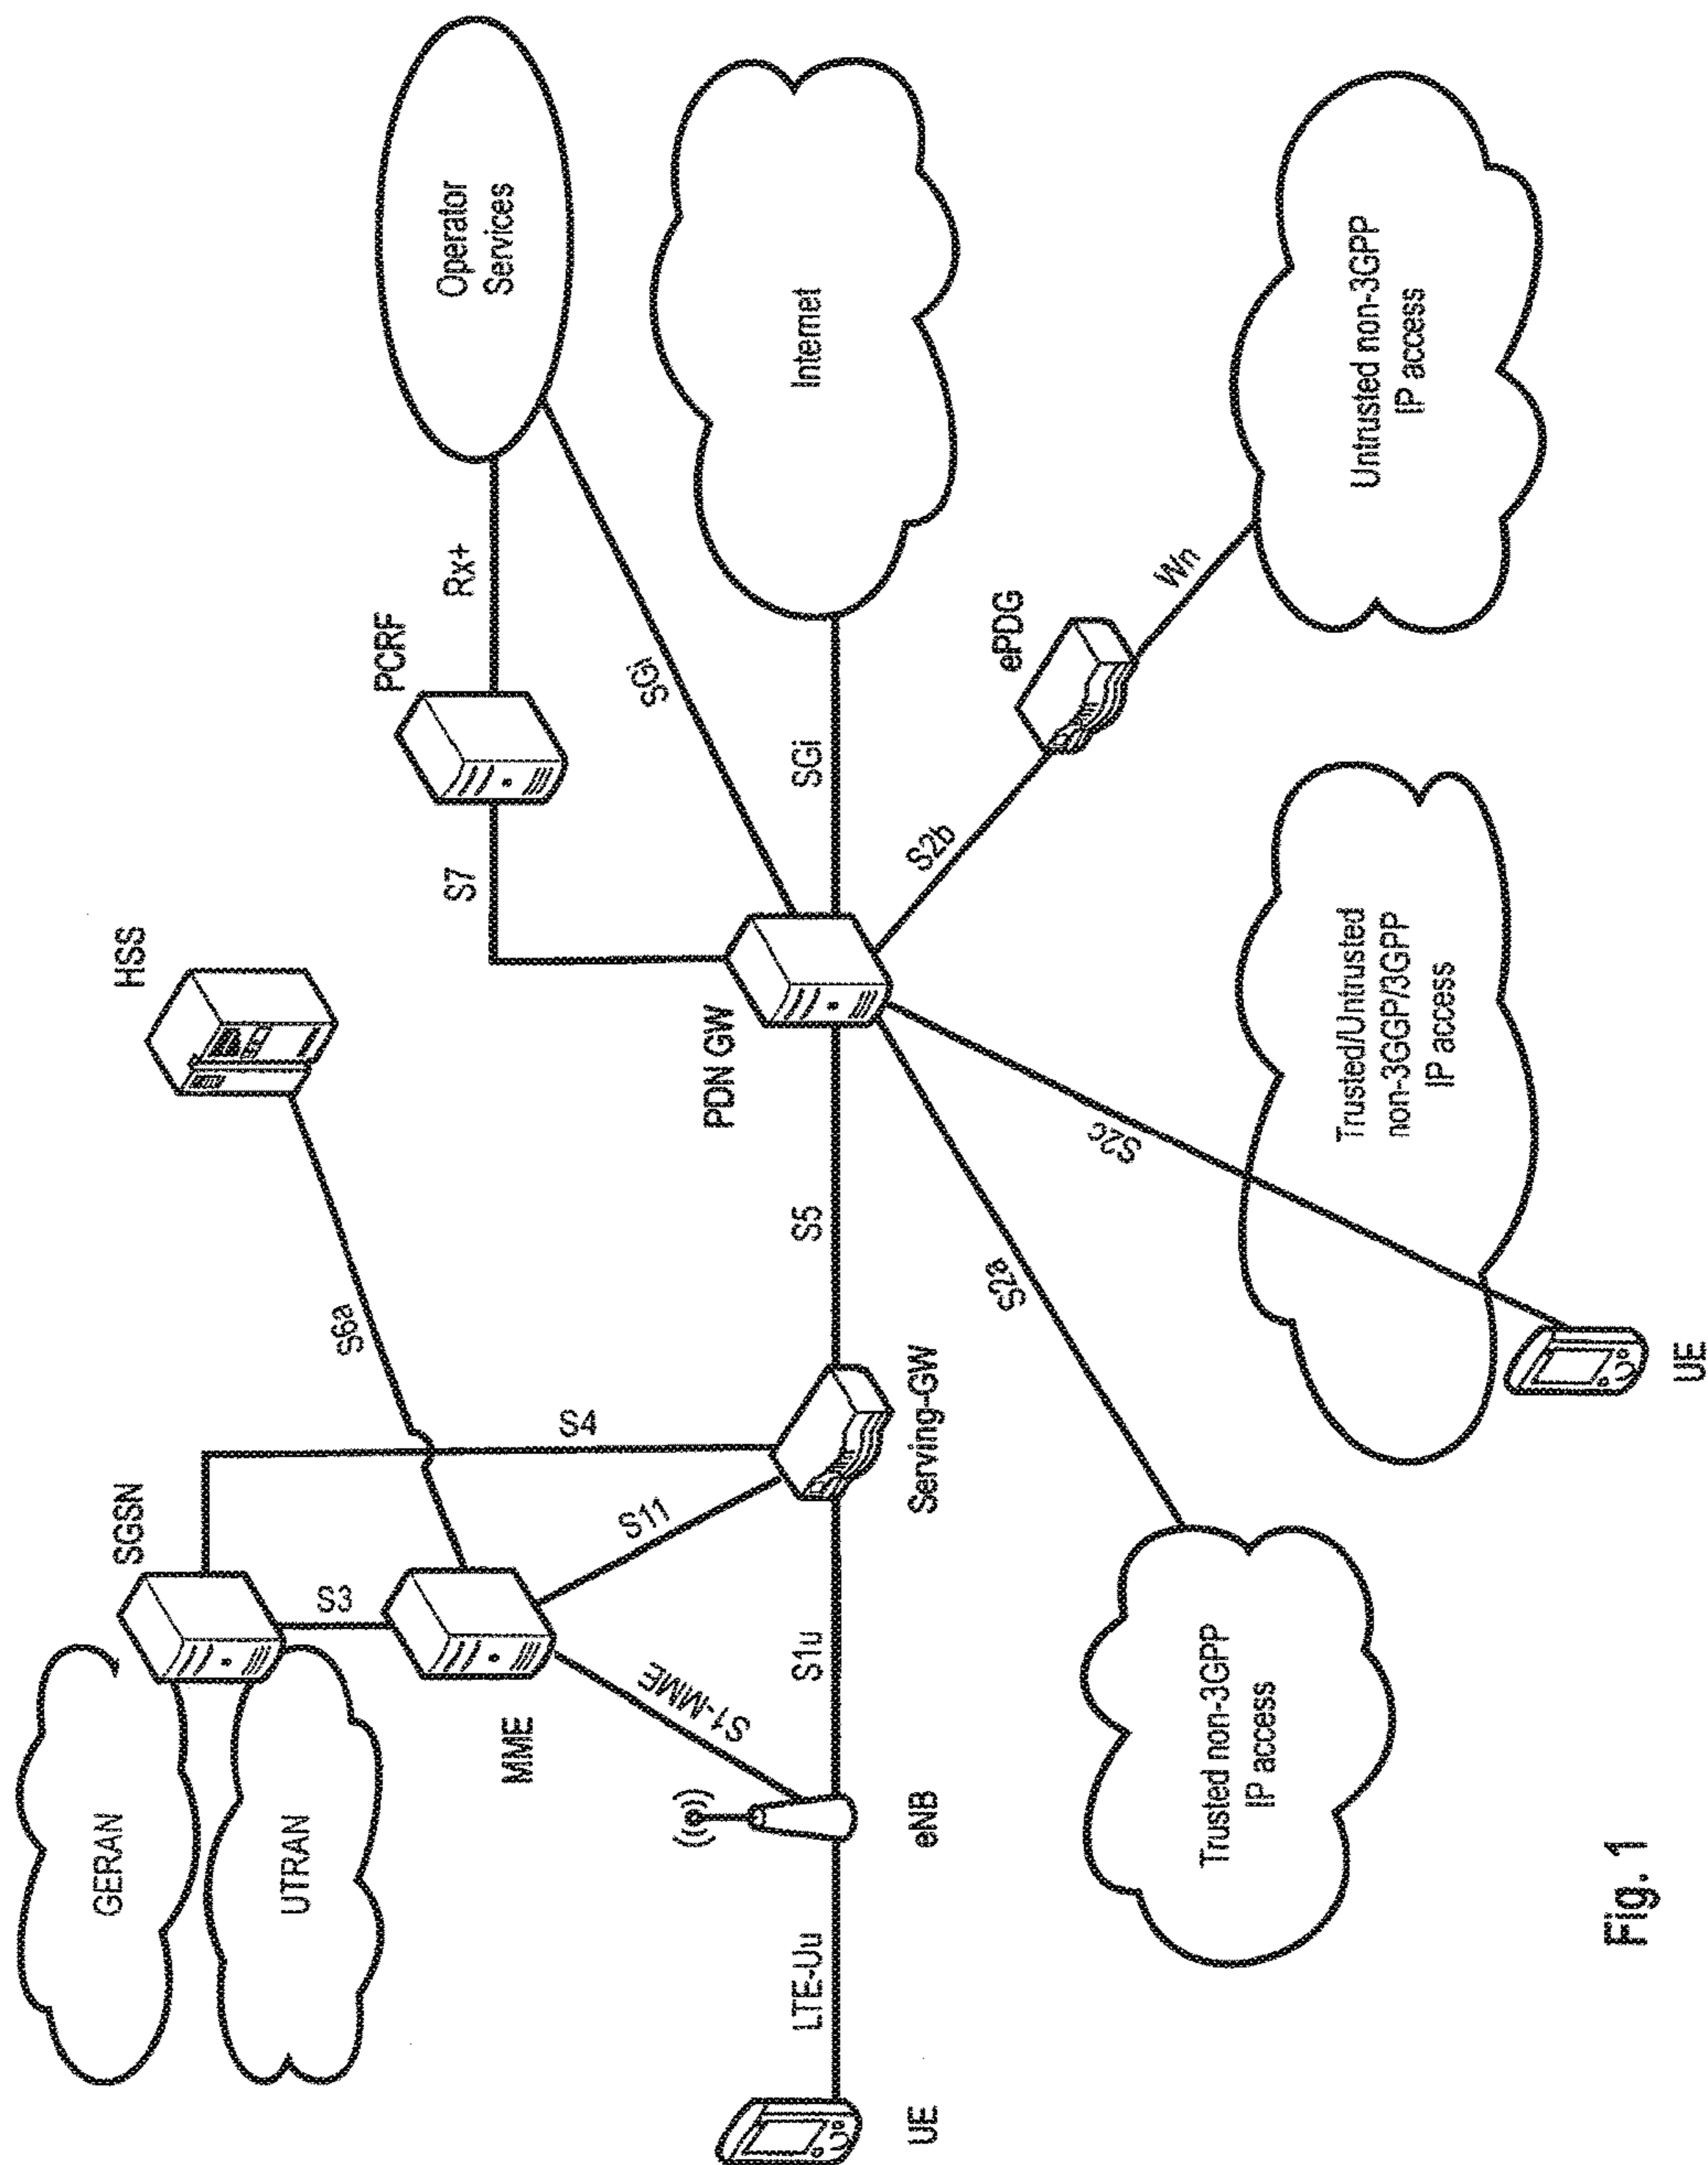 GERAN
UTRAN
SGSN
HSS
S3
S6a
S4
MME
S11
S1-MME
UE
LTE-Uu
eNB
S1u
Serving-GW
S5
PDN GW
S7
PCRF
Rx+
Operator
Services
SGi
SGi
Internet
S2b
ePDG
Wn
Untrusted non-3GPP
IP access
S2a
S2c
Trusted non-3GPP
IP access
Trusted/Untrusted
non-3GGP/3GPP
IP access
UE
Fig. 1